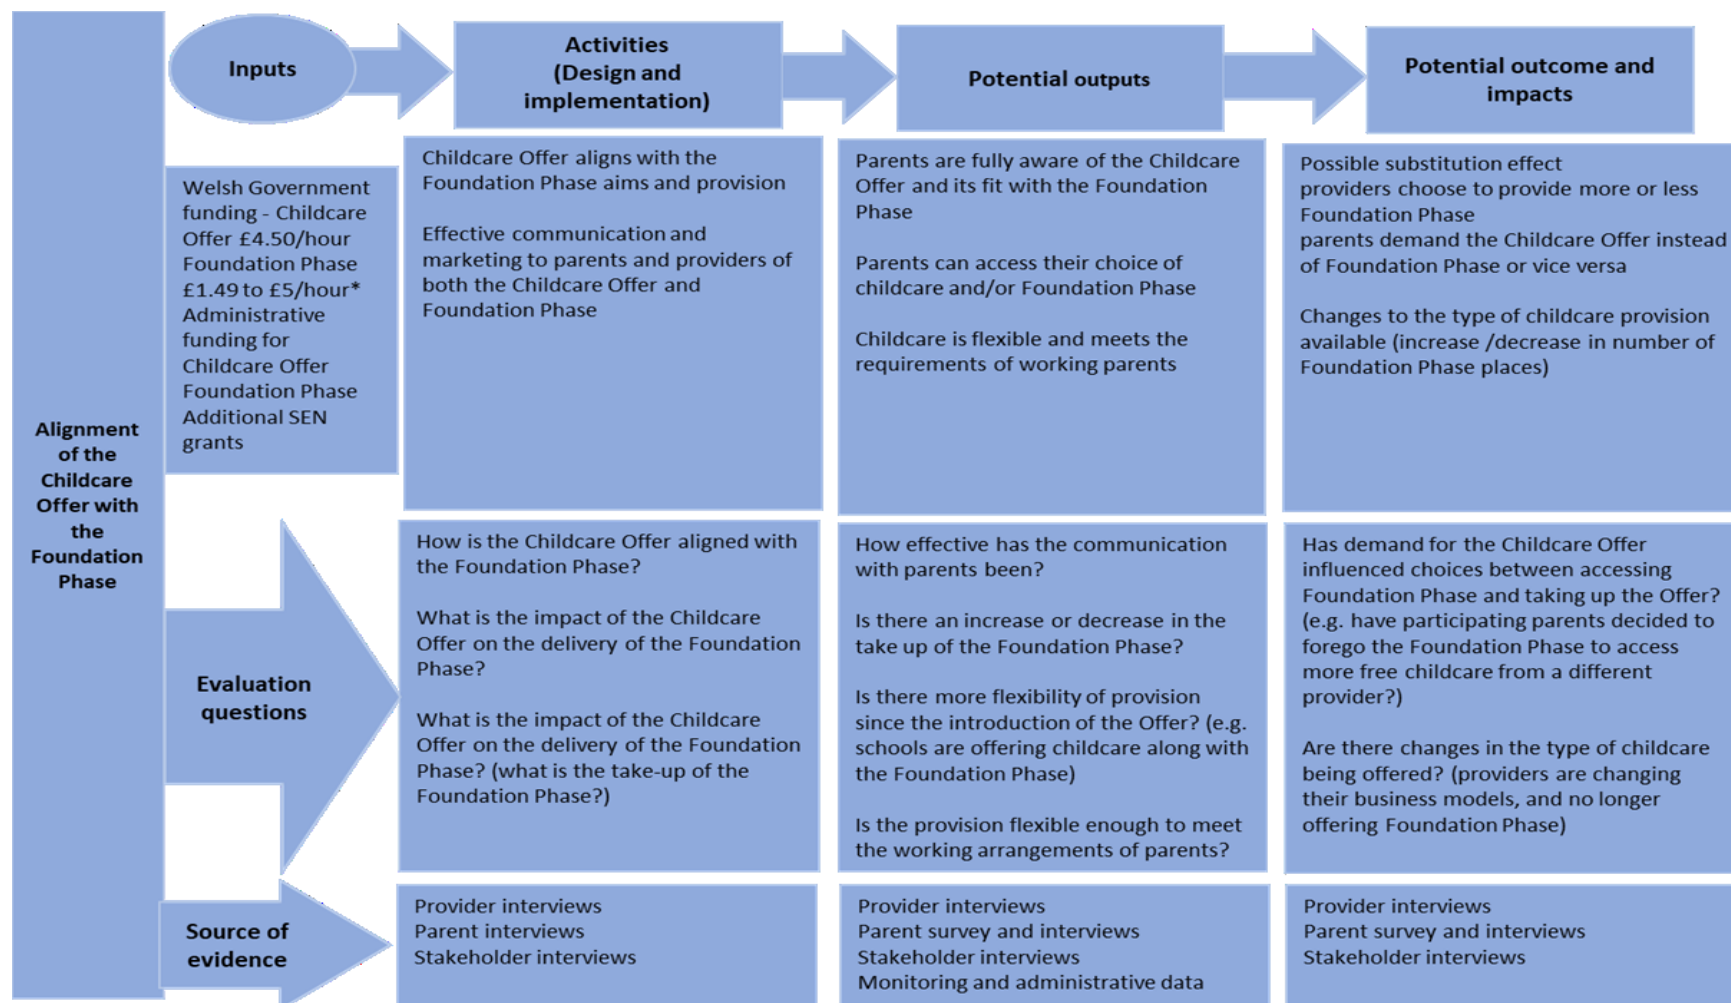 Inputs
Activities
(Design and
implementation)
Potential outputs
Potential outcome and
impacts
Alignment
of the
Childcare
Offer with
the
Foundation
Phase
Welsh Government
funding - Childcare
Offer £4.50/hour
Foundation Phase
£1.49 to £5/hour*
Administrative
funding for
Childcare Offer
Foundation Phase
Additional SEN
grants
Childcare Offer aligns with the
Foundation Phase aims and provision
Effective communication and
marketing to parents and providers of
both the Childcare Offer and
Foundation Phase
Parents are fully aware of the Childcare
Offer and its fit with the Foundation
Phase
Parents can access their choice of
childcare and/or Foundation Phase
Childcare is flexible and meets the
requirements of working parents
Possible substitution effect
providers choose to provide more or less
Foundation Phase
parents demand the Childcare Offer instead
of Foundation Phase or vice versa
Changes to the type of childcare provision
available (increase /decrease in number of
Foundation Phase places)
Evaluation
questions
How is the Childcare Offer aligned with
the Foundation Phase?
What is the impact of the Childcare
Offer on the delivery of the Foundation
Phase?
What is the impact of the Childcare
Offer on the delivery of the Foundation
Phase? (what is the take-up of the
Foundation Phase?)
How effective has the communication
with parents been?
Is there an increase or decrease in the
take up of the Foundation Phase?
Is there more flexibility of provision
since the introduction of the Offer? (e.g.
schools are offering childcare along with
the Foundation Phase)
Is the provision flexible enough to meet
the working arrangements of parents?
Has demand for the Childcare Offer
influenced choices between accessing
Foundation Phase and taking up the Offer?
(e.g. have participating parents decided to
forego the Foundation Phase to access
more free childcare from a different
provider?)
Are there changes in the type of childcare
being offered? (providers are changing
their business models, and no longer
offering Foundation Phase)
Source of
evidence
Provider interviews
Parent interviews
Stakeholder interviews
Provider interviews
Parent survey and interviews
Stakeholder interviews
Monitoring and administrative data
Provider interviews
Parent survey and interviews
Stakeholder interviews